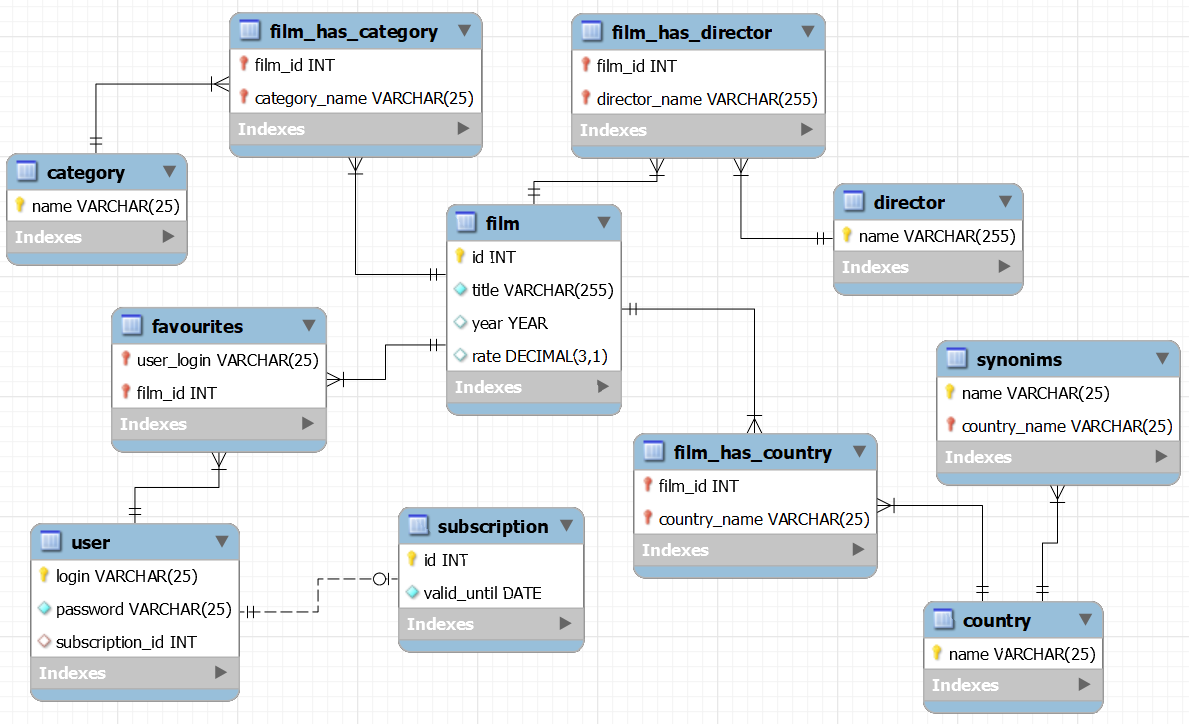 film_has_category
film_id INT
category_name VARCHAR(25)
Indexes
film_has_director
film_id INT
director_name VARCHAR(255)
Indexes
category
name VARCHAR(25)
Indexes
film
id INT
title VARCHAR(255)
year YEAR
rate DECIMAL(3,1)
Indexes
director
name VARCHAR(255)
Indexes
favourites
user_login VARCHAR(25)
film_id INT
Indexes
synonims
name VARCHAR(25)
country_name VARCHAR(25)
Indexes
film_has_country
film_id INT
country_name VARCHAR(25)
Indexes
user
login VARCHAR(25)
password VARCHAR(25)
subscription_id INT
Indexes
subscription
id INT
valid_until DATE
Indexes
country
name VARCHAR(25)
Indexes